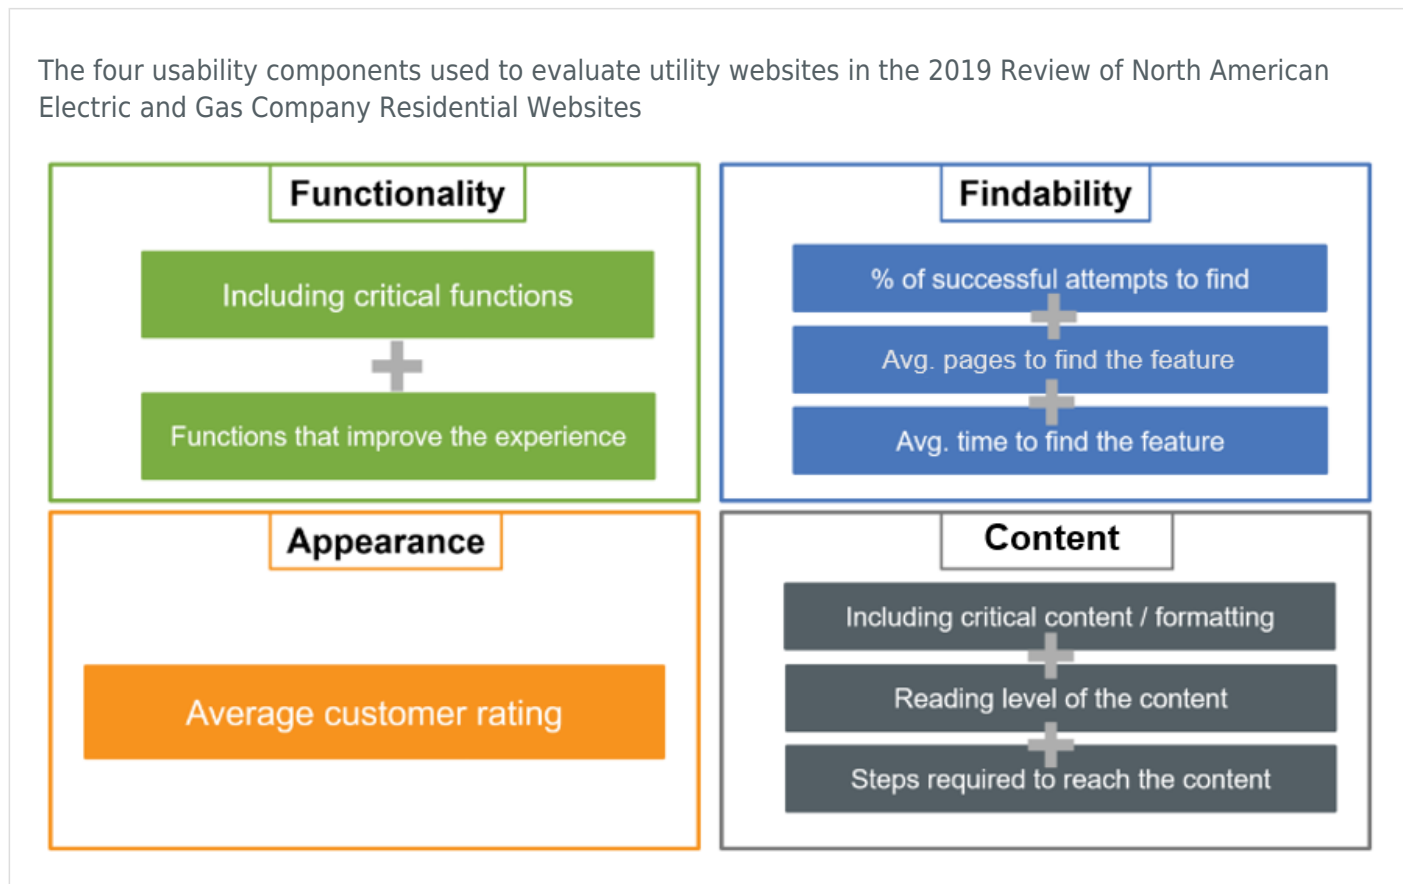 The four usability components used to evaluate utility websites in the 2019 Review of North American
Electric and Gas Company Residential Websites
Functionality
Including critical functions
Functions that improve the experience
Findability
% of successful attempts to find
Avg. pages to find the feature
Avg. time to find the feature
Appearance
Average customer rating
Content
Including critical content / formatting
Reading level of the content
Steps required to reach the content